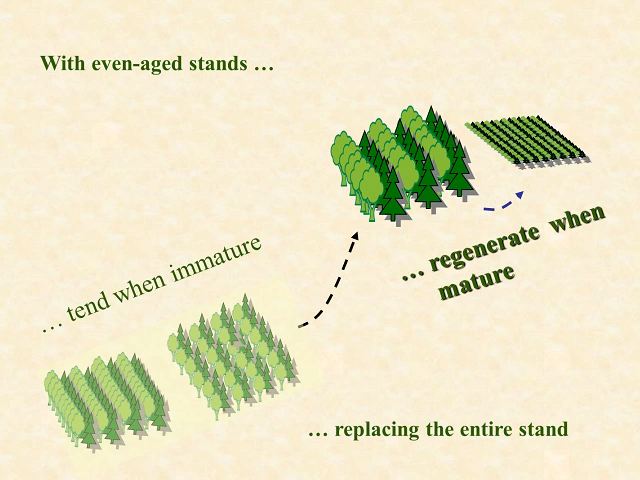 With even-aged stands …
… regenerate when
mature
… tend when immature
… replacing the entire stand